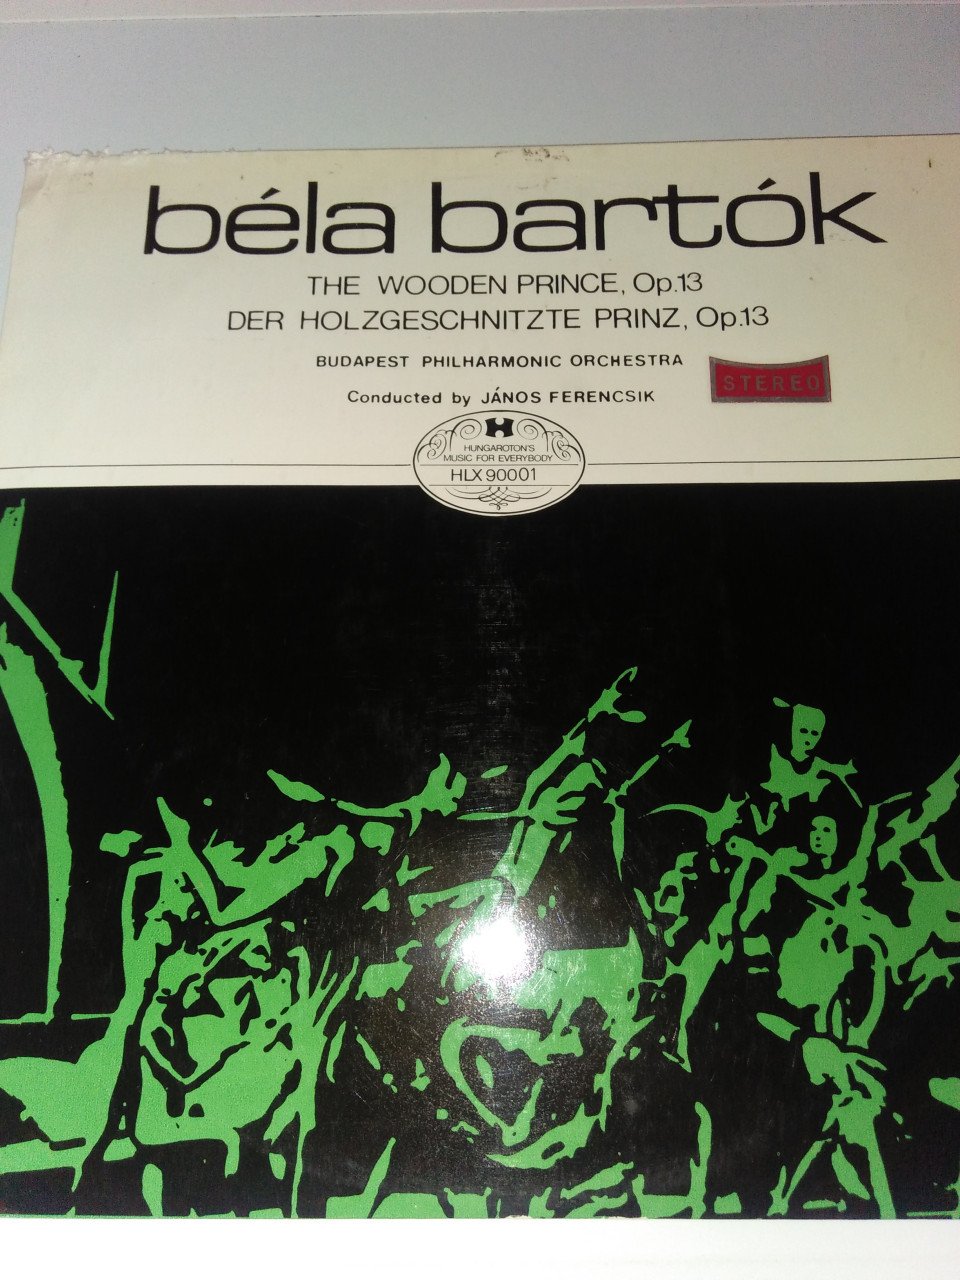 béla bartók
THE WOODEN PRINCE, Op.13
DER HOLZGESCHNITZTE PRINZ, Op.13
BUDAPEST PHILHARMONIC ORCHESTRA
STEREO
Conducted by JÁNOS FERENCSIK
HUNGAROTON'S
MUSIC FOR EVERYBODY
HLX 90001